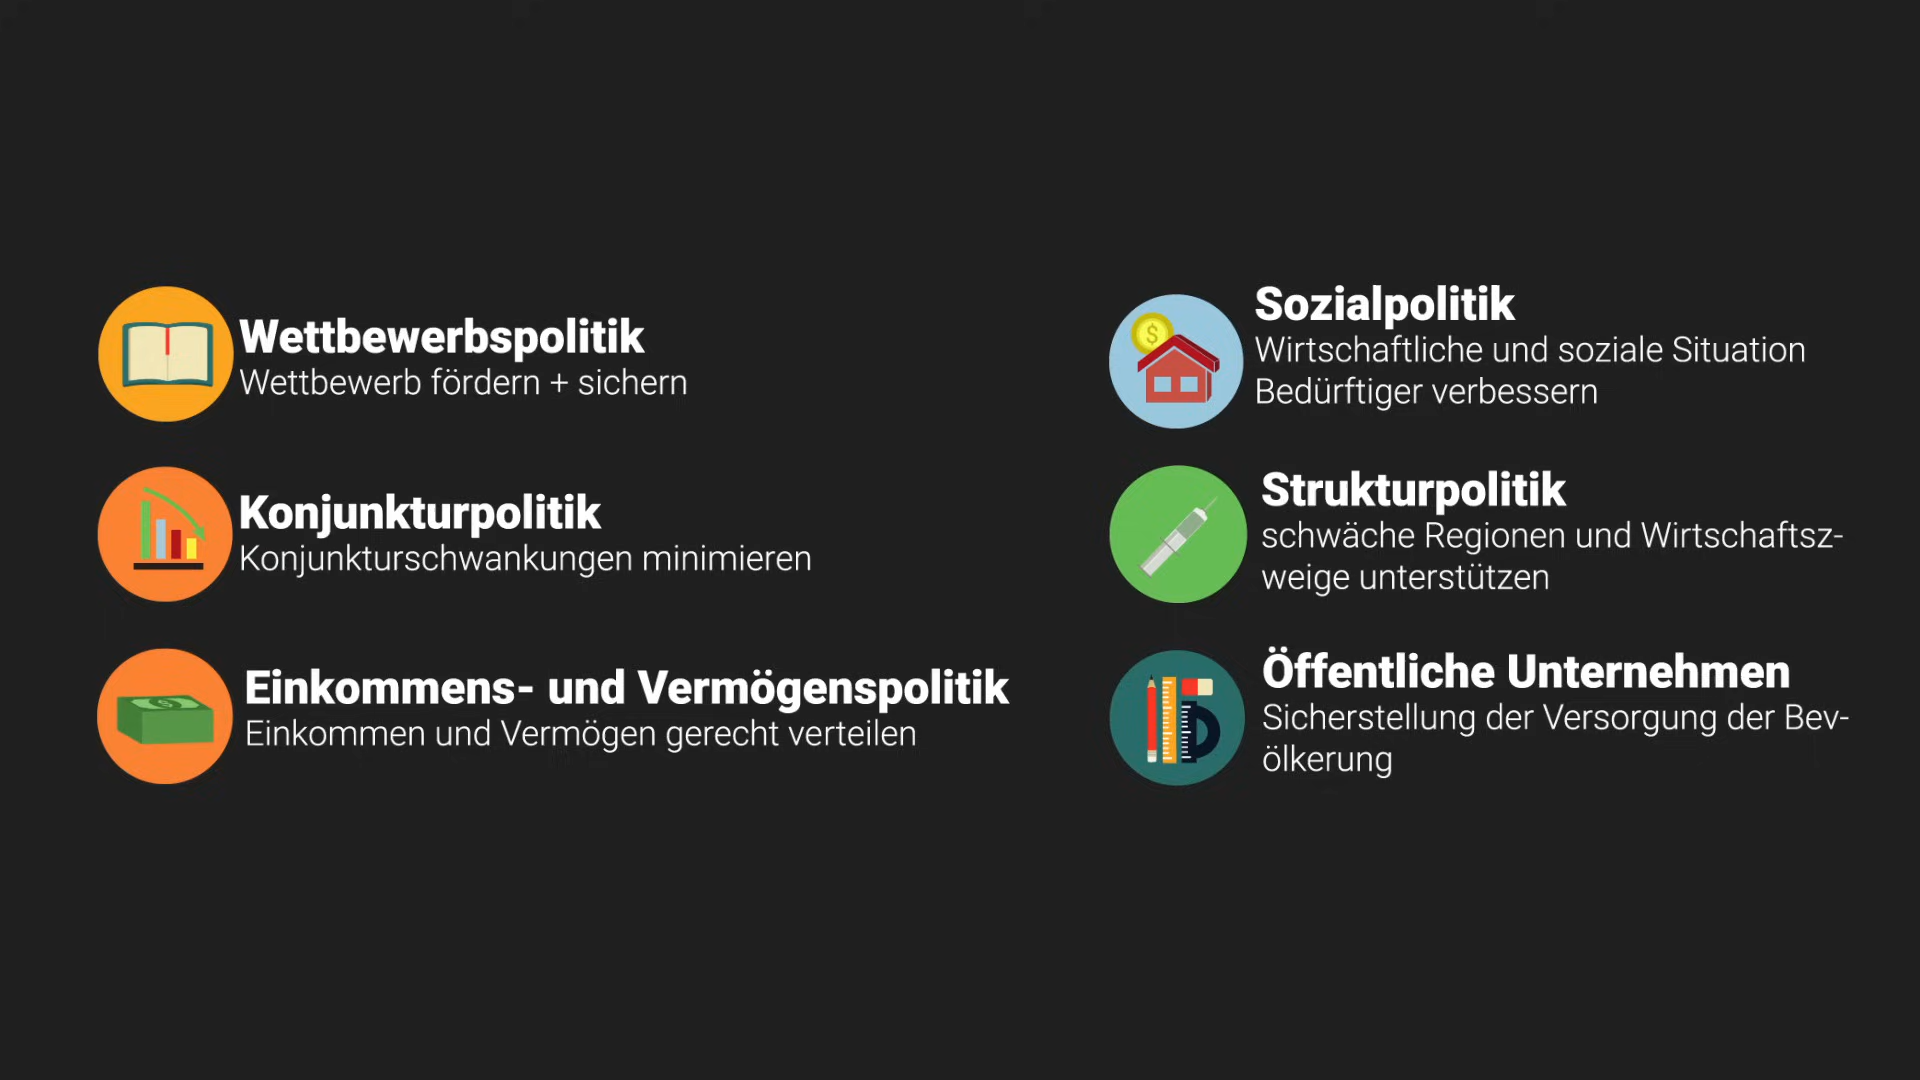 Wettbewerbspolitik
Wettbewerb fördern + sichern
Konjunkturpolitik
Konjunkturschwankungen minimieren
Einkommens- und Vermögenspolitik
Einkommen und Vermögen gerecht verteilen
Sozialpolitik
Wirtschaftliche und soziale Situation
Bedürftiger verbessern
Strukturpolitik
schwäche Regionen und Wirtschaftsz-
weige unterstützen
Öffentliche Unternehmen
Sicherstellung der Versorgung der Bev-
ölkerung